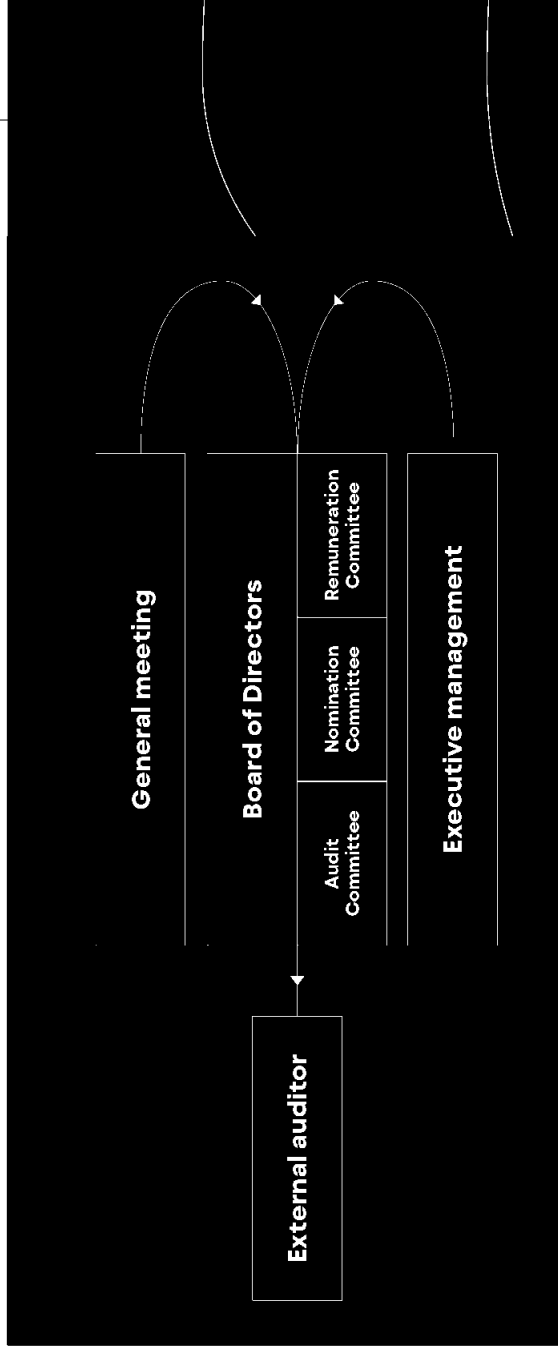 General meeting
Board of Directors
Audit
Committee
Nomination
Committee
Remuneration
Committee
Executive management
External auditor